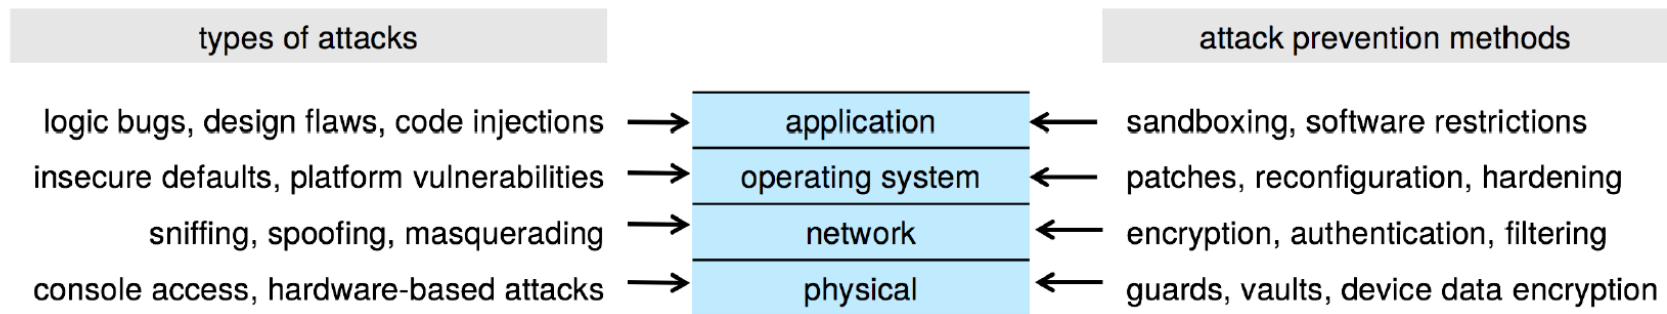 types of attacks attack prevention methods
logic bugs, design flaws, code injections application sandboxing, software restrictions
insecure defaults, platform vulnerabilities operating system patches, reconfiguration, hardening
sniffing, spoofing, masquerading network encryption, authentication, filtering
console access, hardware-based attacks physical guards, vaults, device data encryption